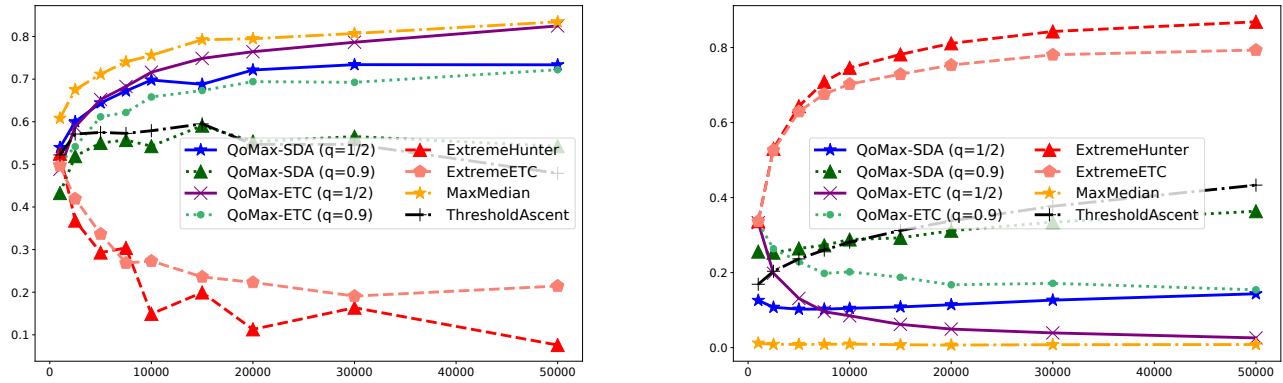 0.8
0.7
0.6
0.5
0.4
0.3
0.2
0.1
QoMax-SDA (q=1/2)
QoMax-SDA (q=0.9)
QoMax-ETC (q=1/2)
QoMax-ETC (q=0.9)
ExtremeHunter
ExtremeETC
MaxMedian
ThresholdAscent
0 10000 20000 30000 40000 50000
0.8
0.6
0.4
0.2
0.0
QoMax-SDA (q=1/2)
QoMax-SDA (q=0.9)
QoMax-ETC (q=1/2)
QoMax-ETC (q=0.9)
ExtremeHunter
ExtremeETC
MaxMedian
ThresholdAscent
0 10000 20000 30000 40000 50000